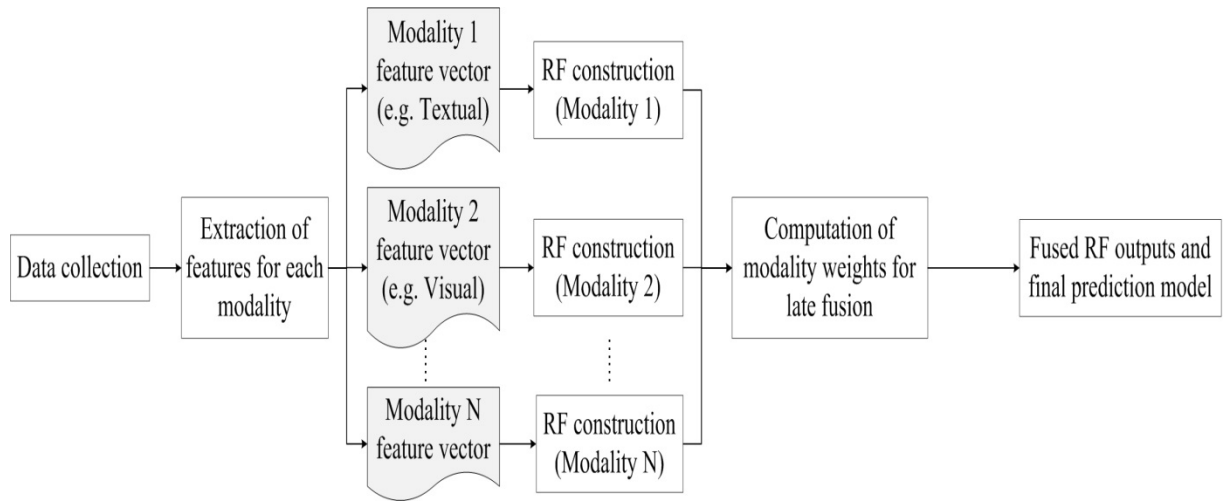 Data collection
Extraction of
features for each
modality
Modality 1
feature vector
(e.g. Textual)
RF construction
(Modality 1)
Modality 2
feature vector
(e.g. Visual)
RF construction
(Modality 2)
Modality N
feature vector
RF construction
(Modality N)
Computation of
modality weights for
late fusion
Fused RF outputs and
final prediction model